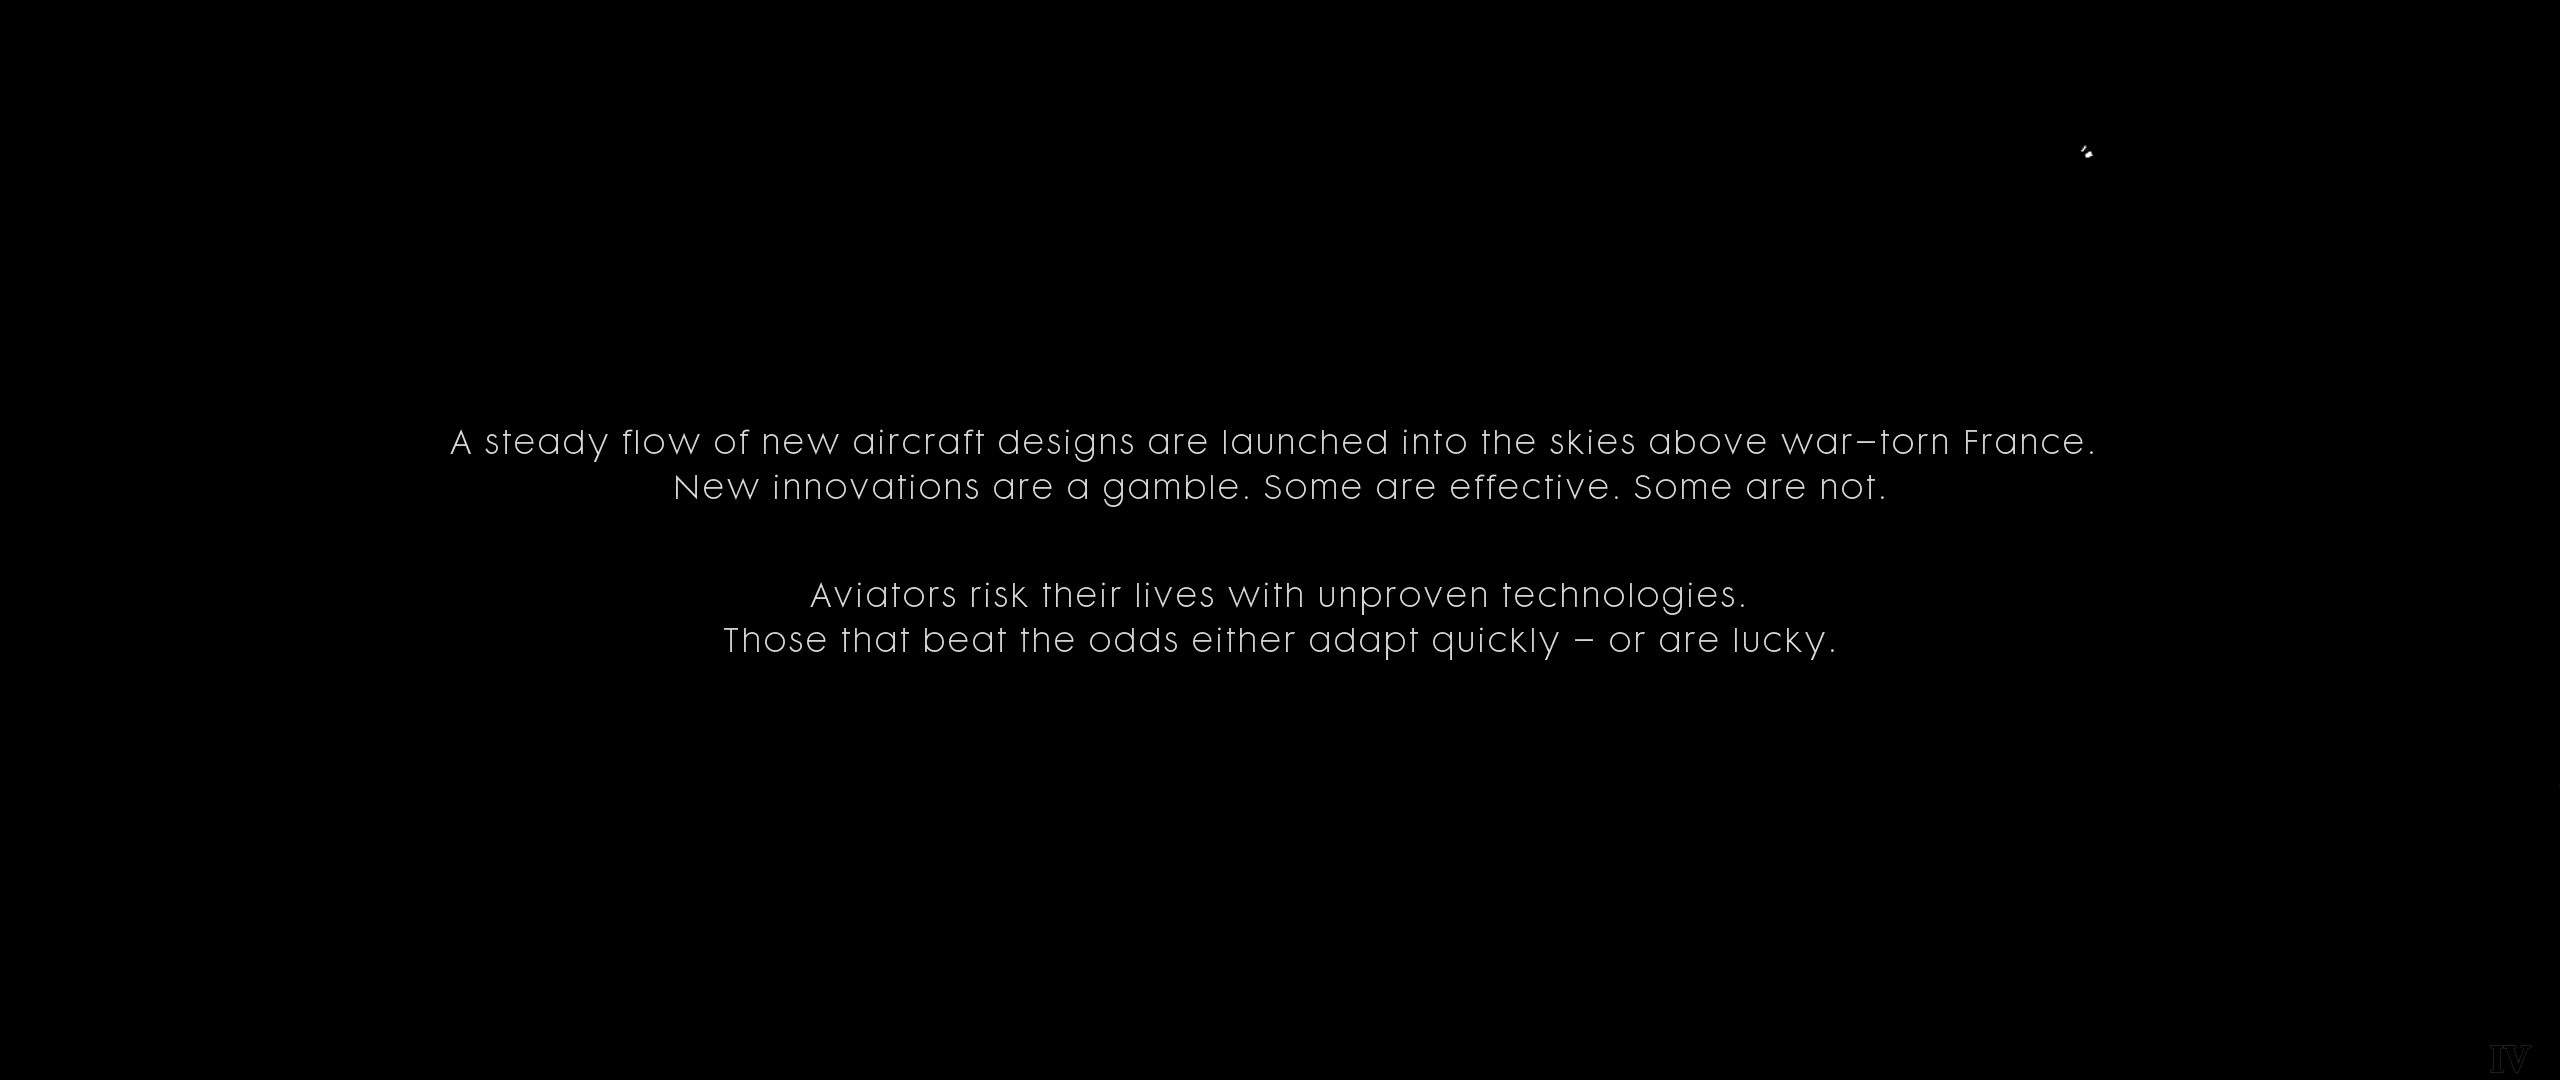 A steady flow of new aircraft designs are launched into the skies above war–torn France.
New innovations are a gamble. Some are effective. Some are not.
Aviators risk their lives with unproven technologies.
Those that beat the odds either adapt quickly – or are lucky.
IV